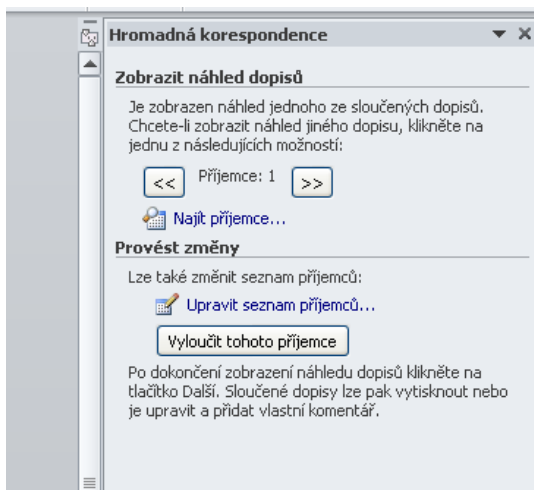 Hromadná korespondence
Zobrazit náhled dopisů
Je zobrazen náhled jednoho ze sloučených dopisů.
Chcete-li zobrazit náhled jiného dopisu, klikněte na
jednu z následujících možností:
<< Příjemce: 1 >>
Najít příjemce...
Provést změny
Lze také změnit seznam příjemců:
Upravit seznam příjemců...
Vyloučit tohoto příjemce
Po dokončení zobrazení náhledu dopisů klikněte na
tlačítko Další. Sloučené dopisy lze pak vytisknout nebo
je upravit a přidat vlastní komentář.